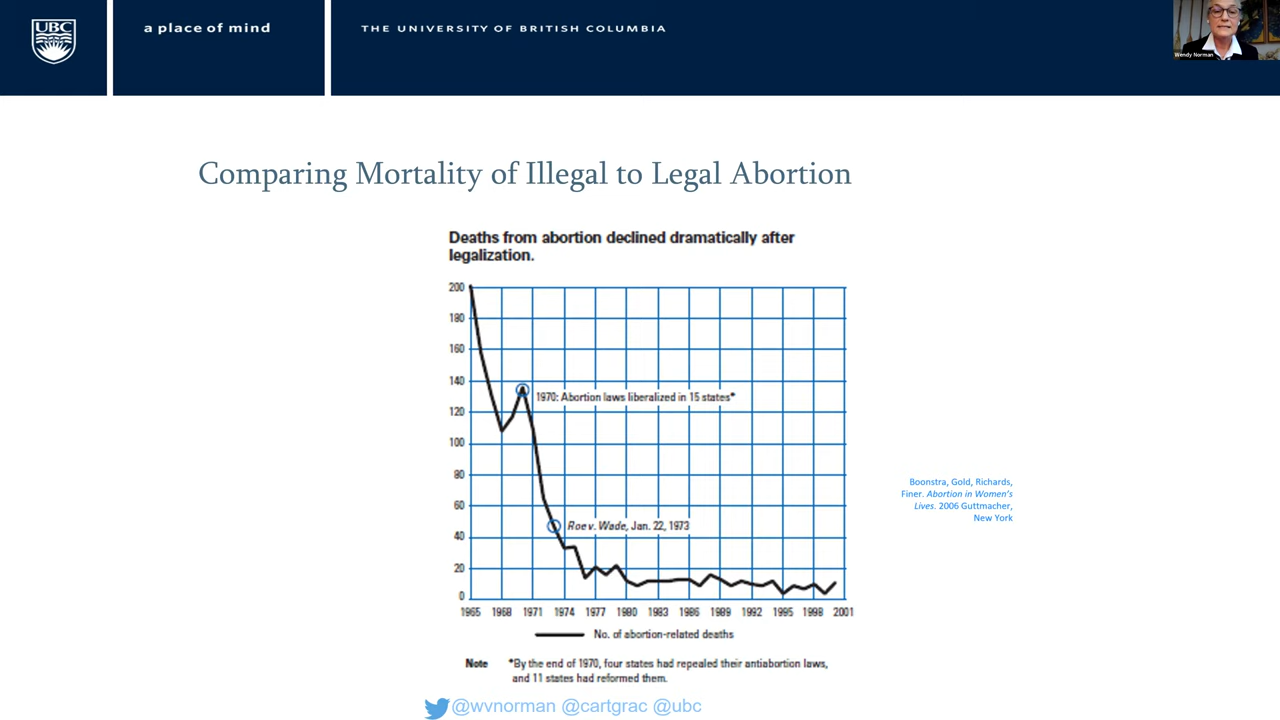 UBC
a place of mind
THE UNIVERSITY OF BRITISH COLUMBIA
Wendy Norman
Comparing Mortality of Illegal to Legal Abortion
Deaths from abortion declined dramatically after
legalization.
200
180
160
140
120
100
80
60
40
20
0
1970: Abortion laws liberalized in 15 states*
Roe v. Wade, Jan. 22, 1973
1965 1968 1971 1974 1977 1980 1983 1986 1989 1992 1995 1998 2001
No. of abortion-related deaths
Note *By the end of 1970, four states had repealed their antiabortion laws,
and 11 states had reformed them.
Boonstra, Gold, Richards,
Finer. Abortion in Women's
Lives. 2006 Guttmacher,
New York
@wvnorman @cartgrac @ubc